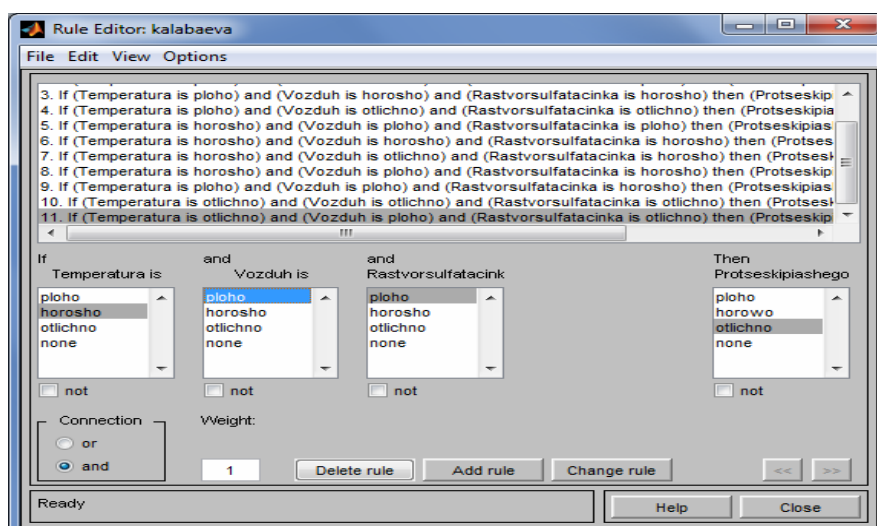 Rule Editor: kalabaeva
File Edit View Options
3. If (Temperatura is ploho) and (Vozduh is horosho) and (Rastvorsulfatacinka is horosho) then (Protseskip
4. If (Temperatura is ploho) and (Vozduh is otlichno) and (Rastvorsulfatacinka is otlichno) then (Protseskipia
5. If (Temperatura is horosho) and (Vozduh is ploho) and (Rastvorsulfatacinka is ploho) then (Protseskipias
6. If (Temperatura is horosho) and (Vozduh is horosho) and (Rastvorsulfatacinka is horosho) then (Protses
7. If (Temperatura is horosho) and (Vozduh is otlichno) and (Rastvorsulfatacinka is horosho) then (Protsesk
8. If (Temperatura is horosho) and (Vozduh is ploho) and (Rastvorsulfatacinka is horosho) then (Protseskip
9. If (Temperatura is ploho) and (Vozduh is ploho) and (Rastvorsulfatacinka is horosho) then (Protseskipias
10. If (Temperatura is otlichno) and (Vozduh is otlichno) and (Rastvorsulfatacinka is otlichno) then (Protsesk
11. If (Temperatura is otlichno) and (Vozduh is ploho) and (Rastvorsulfatacinka is otlichno) then (Protseskip
If and and Then
Temperatura is Vozduh is Rastvorsulfatacink Protseskipiashego
ploho ploho ploho ploho
horosho horosho horosho horowo
otlichno otlichno otlichno otlichno
none none none none
not not not not
Connection Weight:
or
and 1 Delete rule Add rule Change rule << >>
Ready Help Close